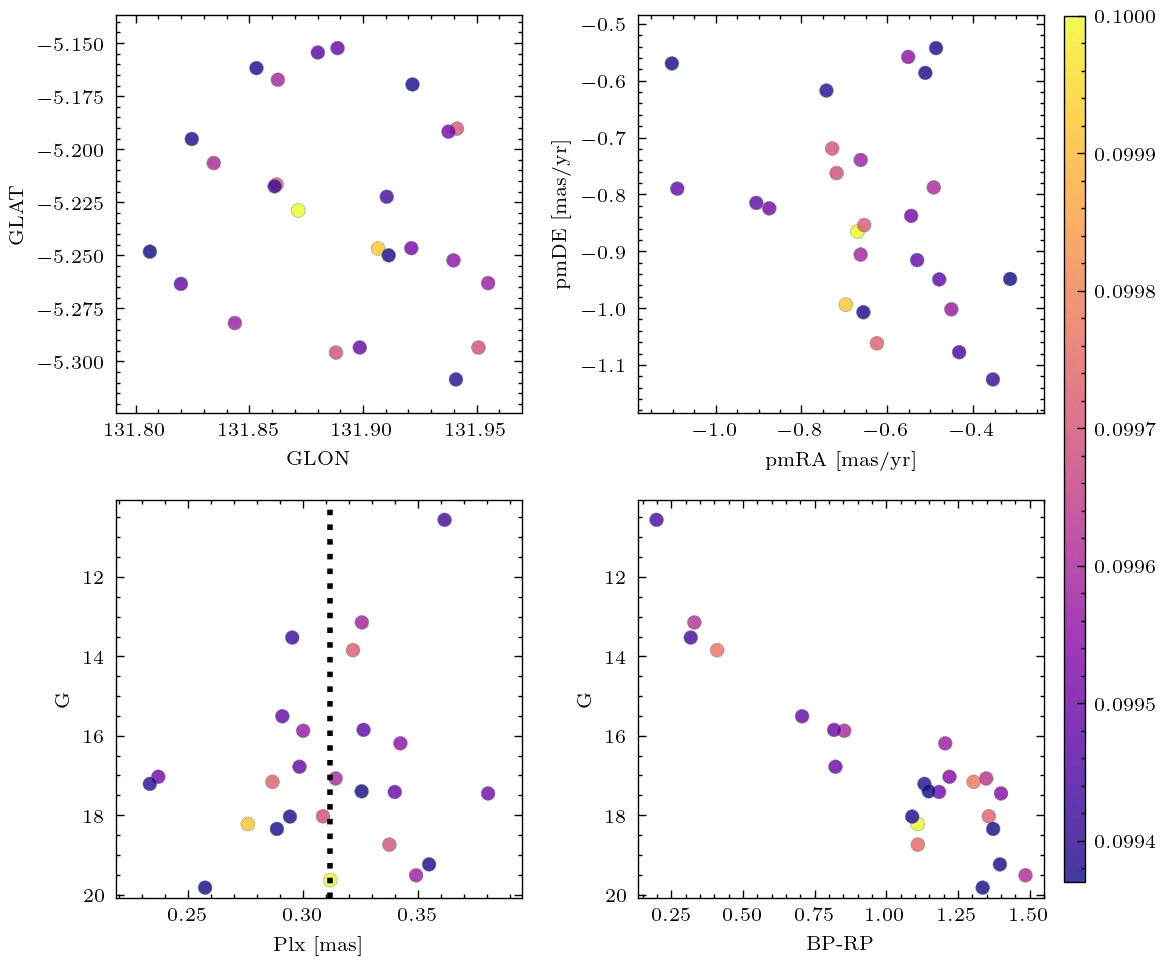 −5.150
−5.175
−5.200
−5.225
−5.250
−5.275
−5.300
GLAT
131.80 131.85 131.90 131.95
GLON
−0.5
−0.6
−0.7
−0.8
−0.9
−1.0
−1.1
pmDE [mas/yr]
−1.0 −0.8 −0.6 −0.4
pmRA [mas/yr]
12
14
16
18
20
G
0.25 0.30 0.35
Plx [mas]
12
14
16
18
20
G
0.25 0.50 0.75 1.00 1.25 1.50
BP-RP
0.1000
0.0999
0.0998
0.0997
0.0996
0.0995
0.0994